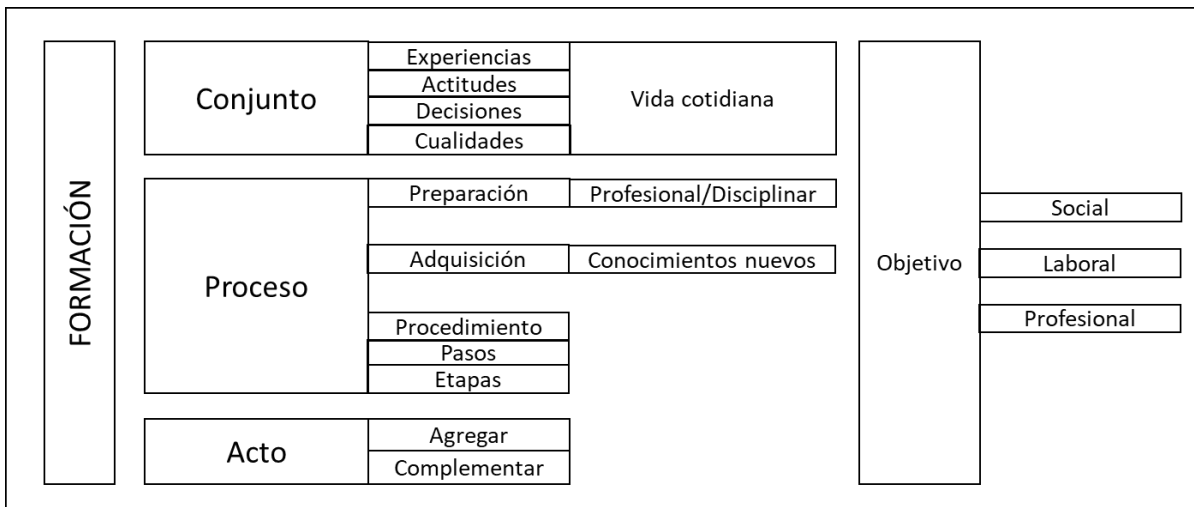 FORMACIÓN
Conjunto
Experiencias
Actitudes
Decisiones
Cualidades
Vida cotidiana
Proceso
Preparación
Profesional/Disciplinar
Adquisición
Conocimientos nuevos
Procedimiento
Pasos
Etapas
Acto
Agregar
Complementar
Objetivo
Social
Laboral
Profesional